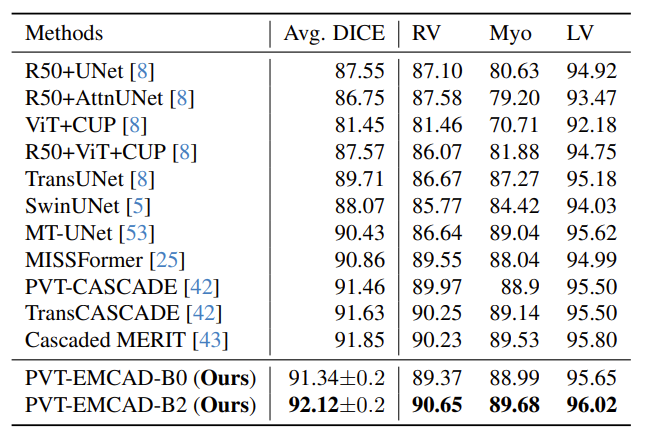 Methods Avg. DICE RV Myo LV
R50+UNet [8] 87.55 87.10 80.63 94.92
R50+AttnUNet [8] 86.75 87.58 79.20 93.47
ViT+CUP [8] 81.45 81.46 70.71 92.18
R50+ViT+CUP [8] 87.57 86.07 81.88 94.75
TransUNet [8] 89.71 86.67 87.27 95.18
SwinUNet [5] 88.07 85.77 84.42 94.03
MT-UNet [53] 90.43 86.64 89.04 95.62
MISSFormer [25] 90.86 89.55 88.04 94.99
PVT-CASCADE [42] 91.46 89.97 88.9 95.50
TransCASCADE [42] 91.63 90.25 89.14 95.50
Cascaded MERIT [43] 91.85 90.23 89.53 95.80
PVT-EMCAD-B0 (Ours) 91.34±0.2 89.37 88.99 95.65
PVT-EMCAD-B2 (Ours) 92.12±0.2 90.65 89.68 96.02